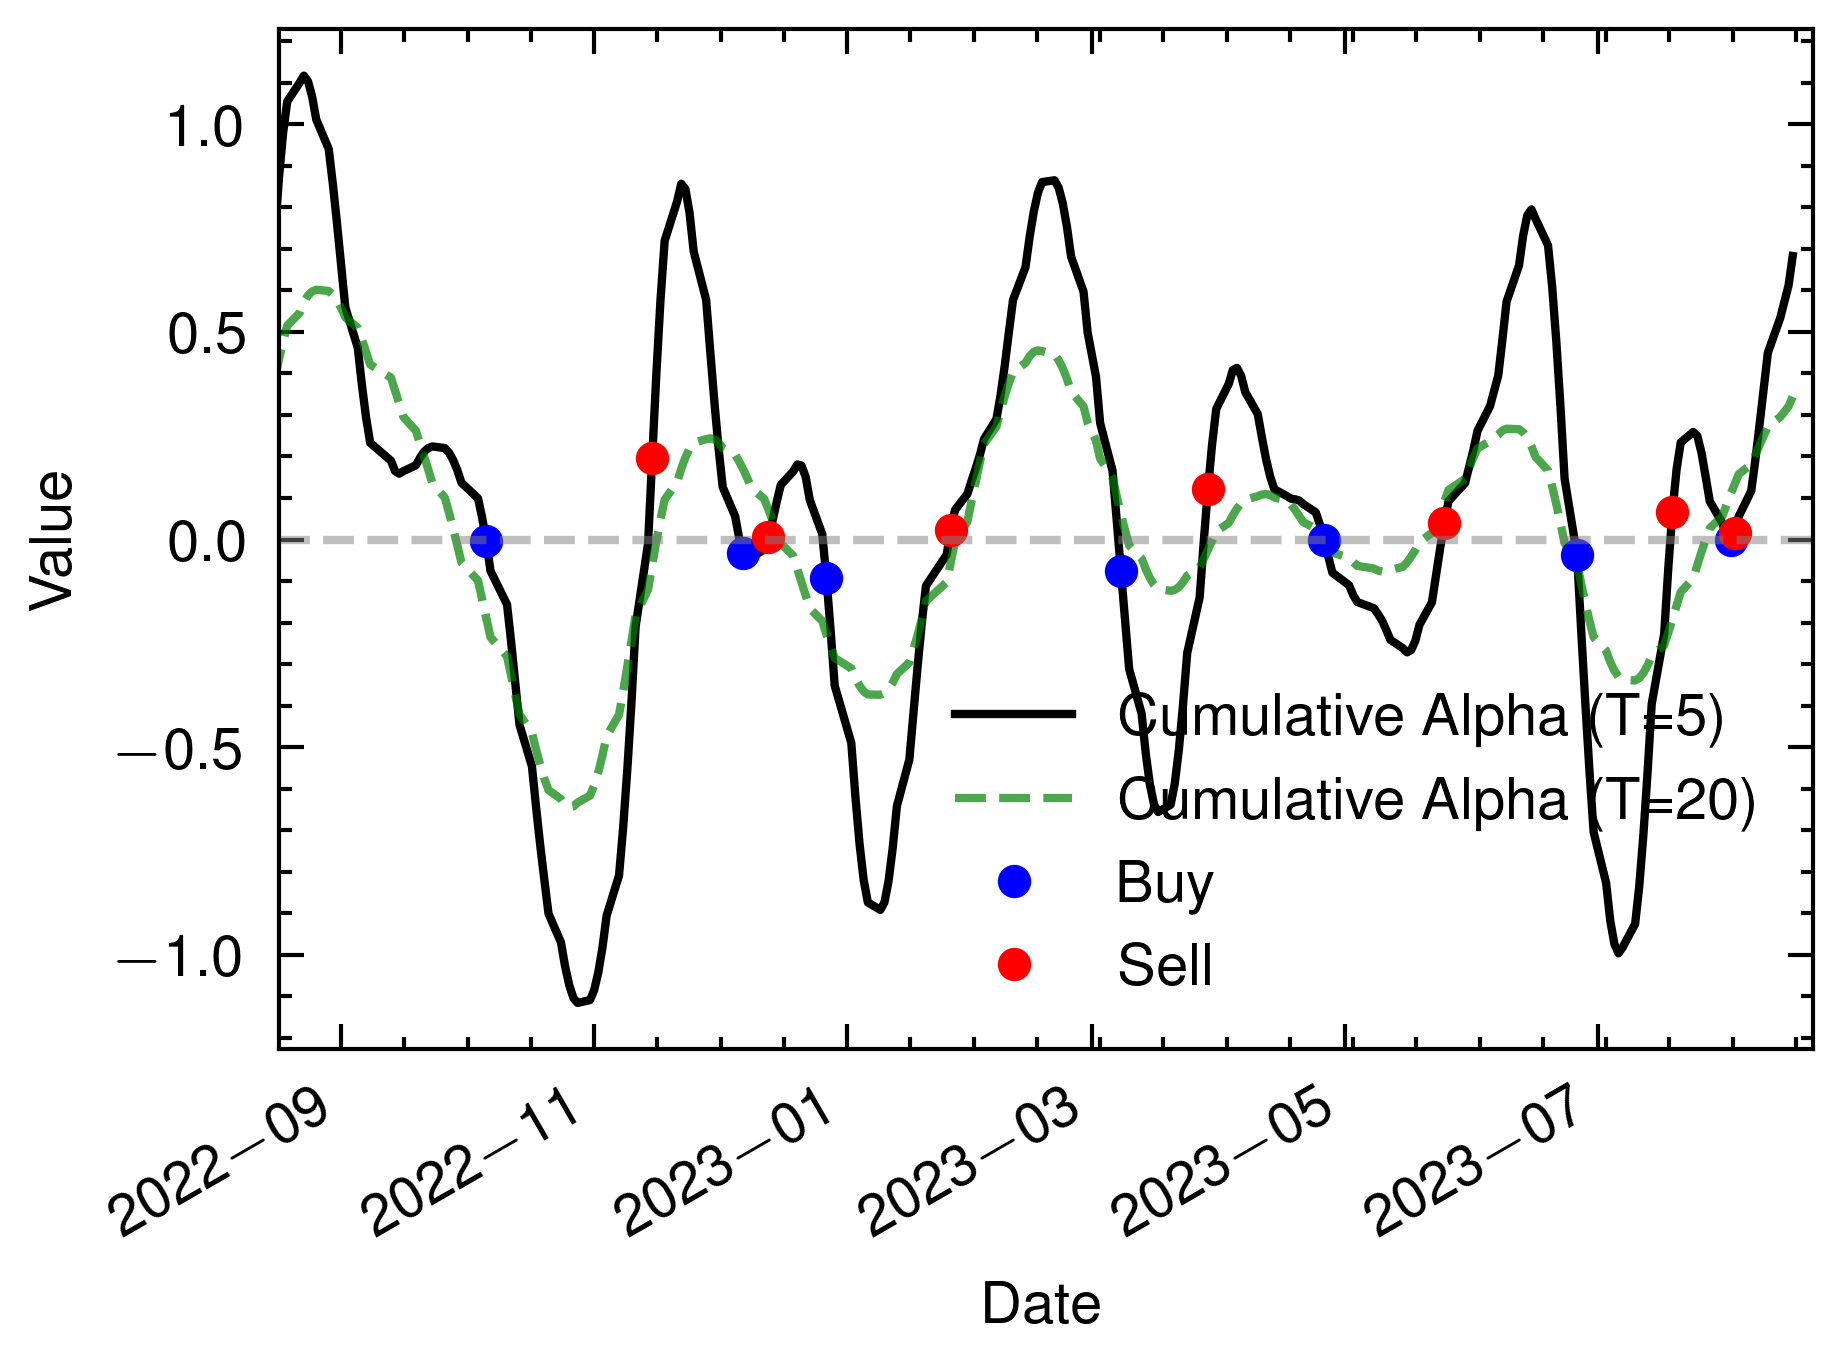 1.0
0.5
0.0
−0.5
−1.0
Value
Cumulative Alpha (T=5)
Cumulative Alpha (T=20)
Buy
Sell
2022−09
2022−11
2023−01
2023−03
2023−05
2023−07
Date